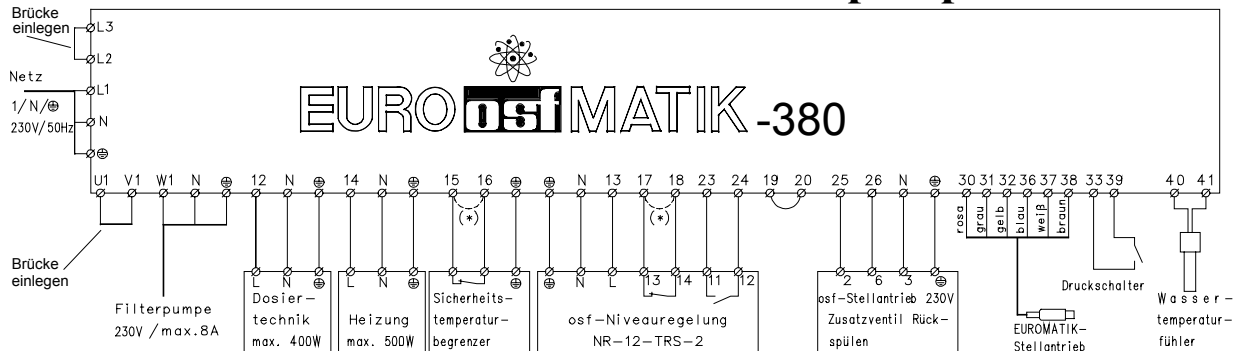 Brücke
einlegen
L3
L2
Netz
L1
1/N/⏚
N
230V/50Hz
⏚
EURO osf MATIK -380
U1 V1 W1 N ⏚ 12 N ⏚ 14 N ⏚ 15 16 ⏚ ⏚ N 13 17 18 23 24 19 20 25 26 N ⏚ 30 31 32 36 37 38 33 39 40 41
(*) (*)
rosa grau gelb blau weiß braun
Brücke
einlegen
Filterpumpe
230V / max.8A
L N ⏚
Dosier-
technik
max. 400W
L N ⏚
Heizung
max. 500W
⏚
Sicherheits-
temperatur-
begrenzer
⏚ N L 13 14 11 12
osf-Niveauregelung
NR-12-TRS-2
2 6 3 ⏚
osf-Stellantrieb 230V
Zusatzventil Rück-
spülen
EUROMATIK-
Stellantrieb
Druckschalter
Wasser-
temperatur-
fühler